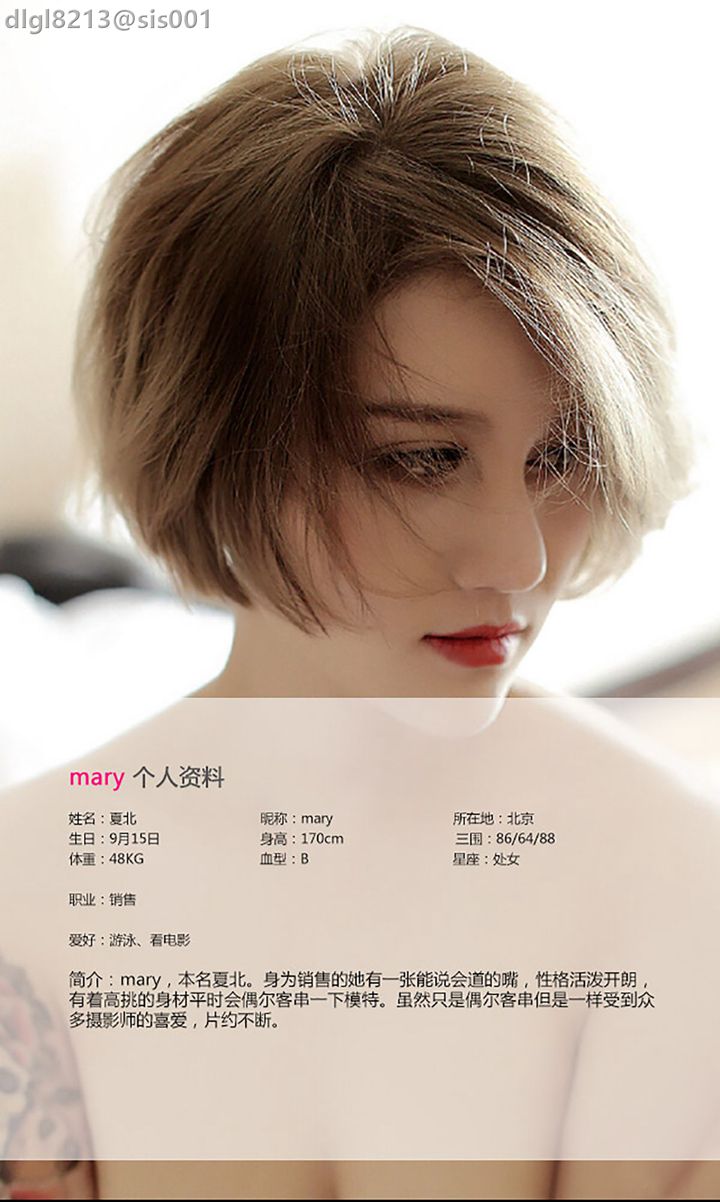 dlgl8213@sis001
mary 个人资料
姓名：夏北 昵称：mary 所在地：北京
生日：9月15日 身高：170cm 三围：86/64/88
体重：48KG 血型：B 星座：处女
职业：销售
爱好：游泳、看电影
简介：mary，本名夏北。身为销售的她有一张能说会道的嘴，性格活泼开朗，
有着高挑的身材平时会偶尔客串一下模特。虽然只是偶尔客串但是一样受到众
多摄影师的喜爱，片约不断。